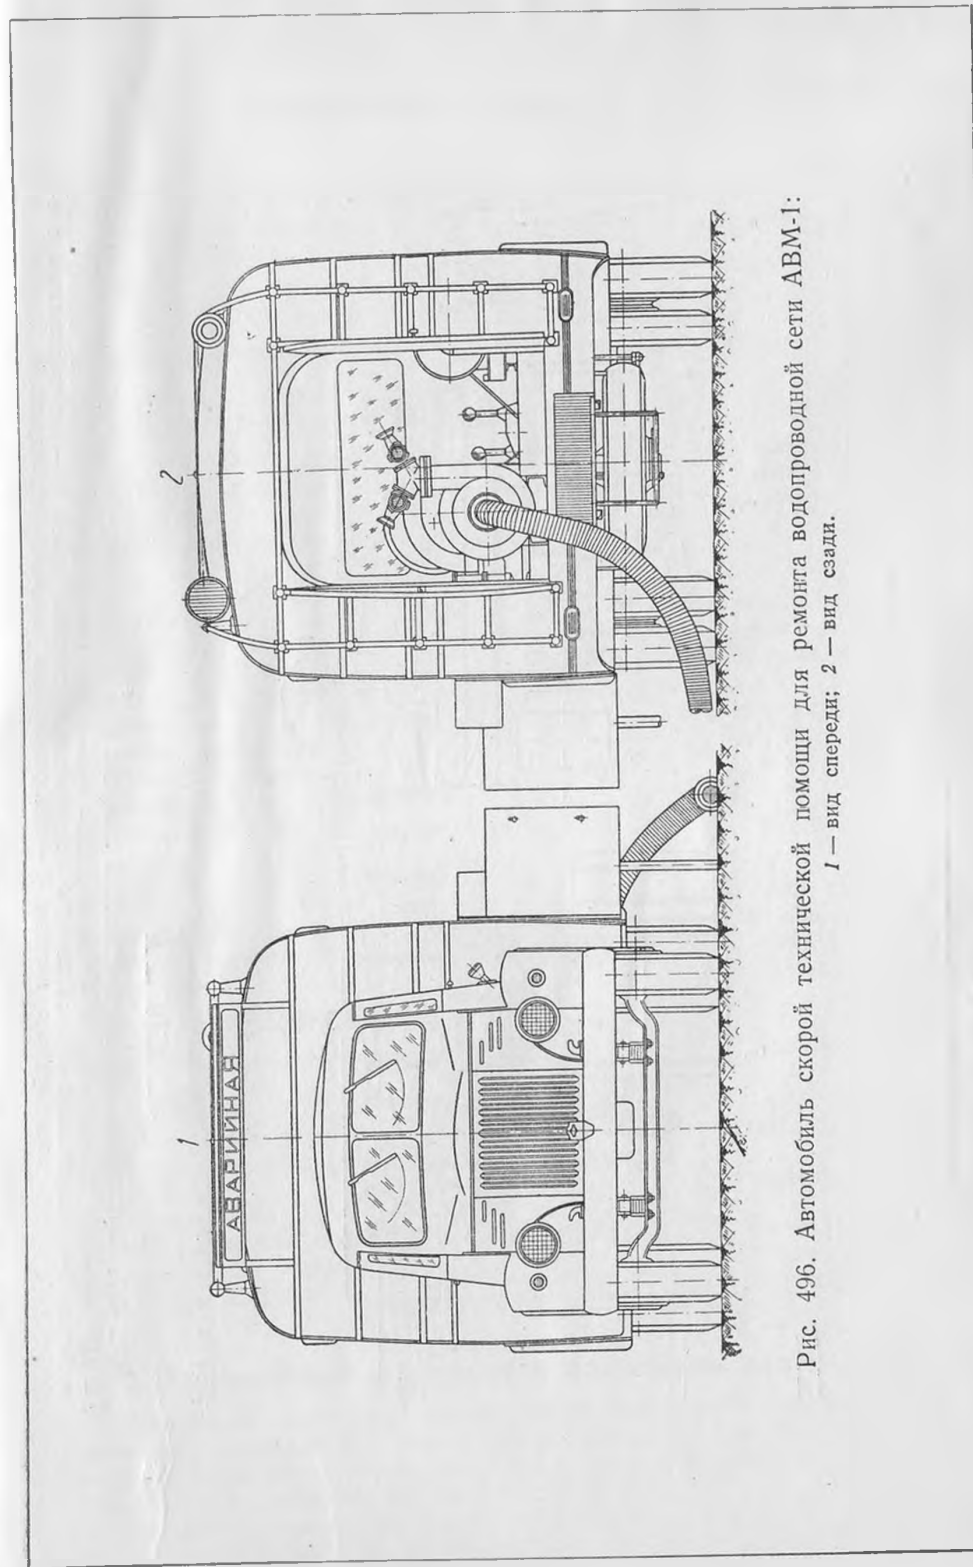 1
2
АВАРИЙНАЯ
Рис. 496. Автомобиль скорой технической помощи для ремонта водопроводной сети АВМ-1:
1 — вид спереди; 2 — вид сзади.